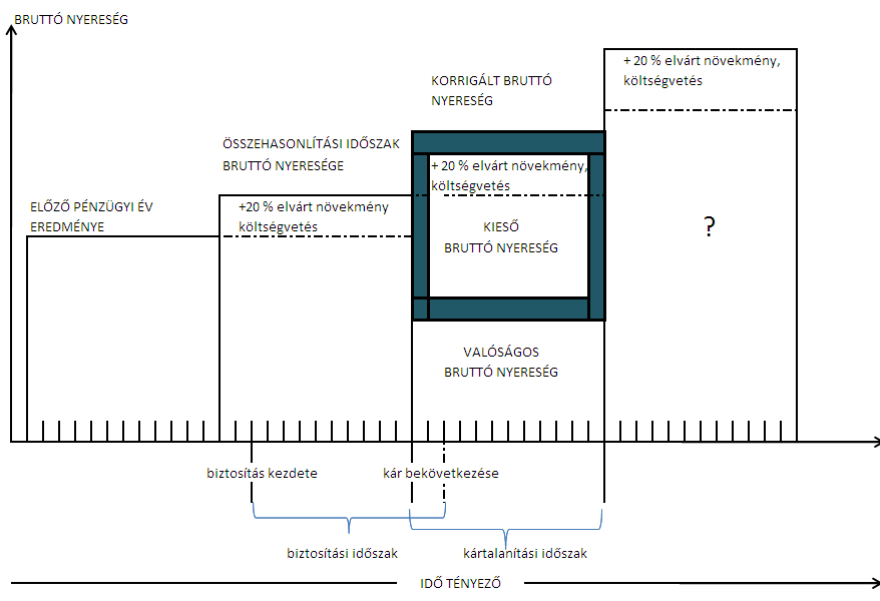 BRUTTÓ NYERESÉG
+ 20 % elvárt növekmény,
költségvetés
KORRIGÁLT BRUTTÓ
NYERESÉG
ÖSSZEHASONLÍTÁSI IDŐSZAK
BRUTTÓ NYERESÉGE
+ 20 % elvárt növekmény,
költségvetés
ELŐZŐ PÉNZÜGYI ÉV
EREDMÉNYE
+20 % elvárt növekmény
költségvetés
KIESŐ
BRUTTÓ NYERESÉG
?
VALÓSÁGOS
BRUTTÓ NYERESÉG
biztosítás kezdete
kár bekövetkezése
biztosítási időszak
kártalanítási időszak
IDŐ TÉNYEZŐ